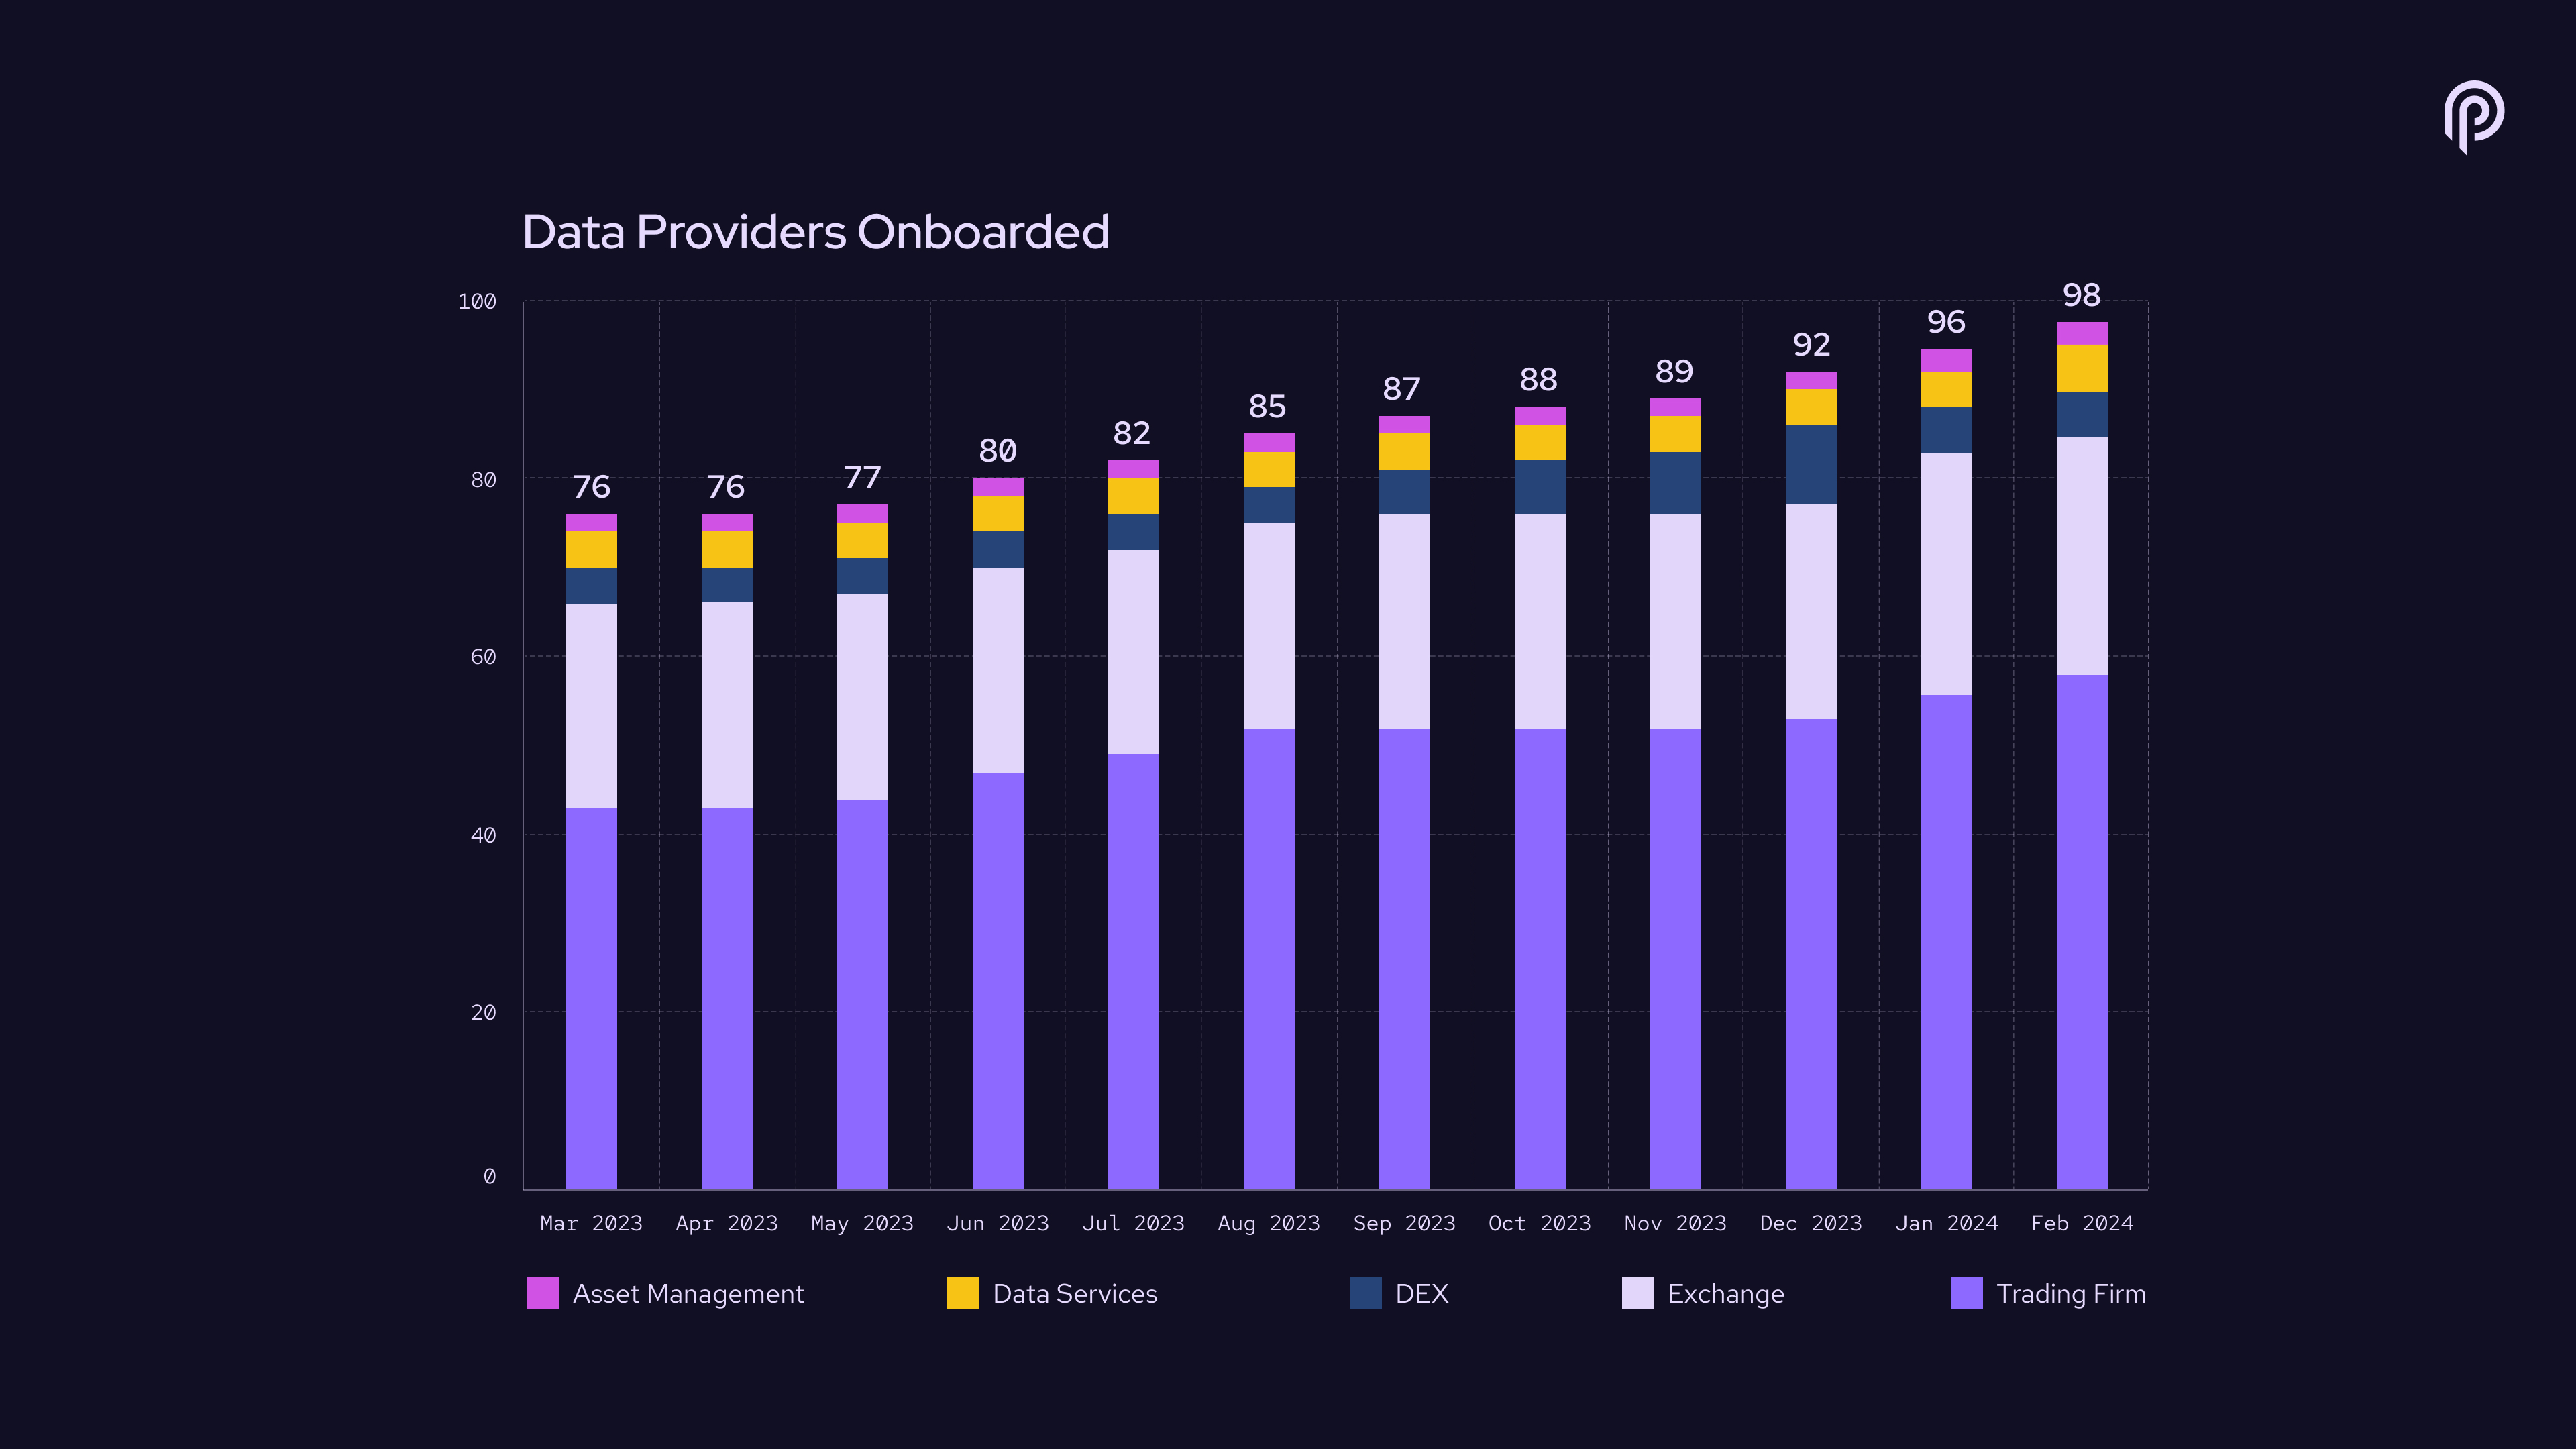 Data Providers Onboarded
100
80
60
40
20
0
76
76
77
80
82
85
87
88
89
92
96
98
Mar 2023
Apr 2023
May 2023
Jun 2023
Jul 2023
Aug 2023
Sep 2023
Oct 2023
Nov 2023
Dec 2023
Jan 2024
Feb 2024
Asset Management
Data Services
DEX
Exchange
Trading Firm